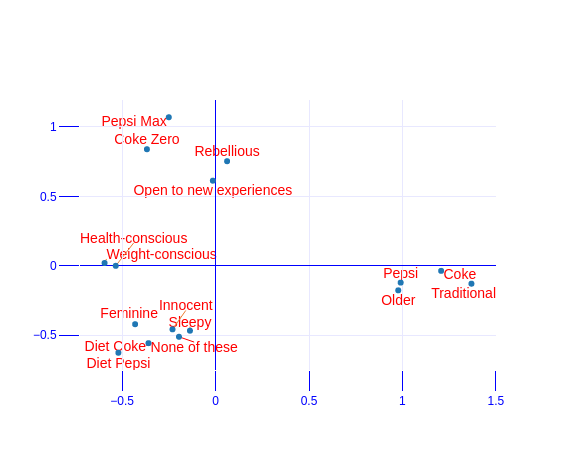 Pepsi Max
1
Coke Zero
Rebellious
Open to new experiences
0.5
Health-conscious
Weight-conscious
0
Pepsi
Coke
Older
Traditional
Innocent
Feminine
Sleepy
−0.5
Diet Coke
None of these
Diet Pepsi
−0.5
0
0.5
1
1.5